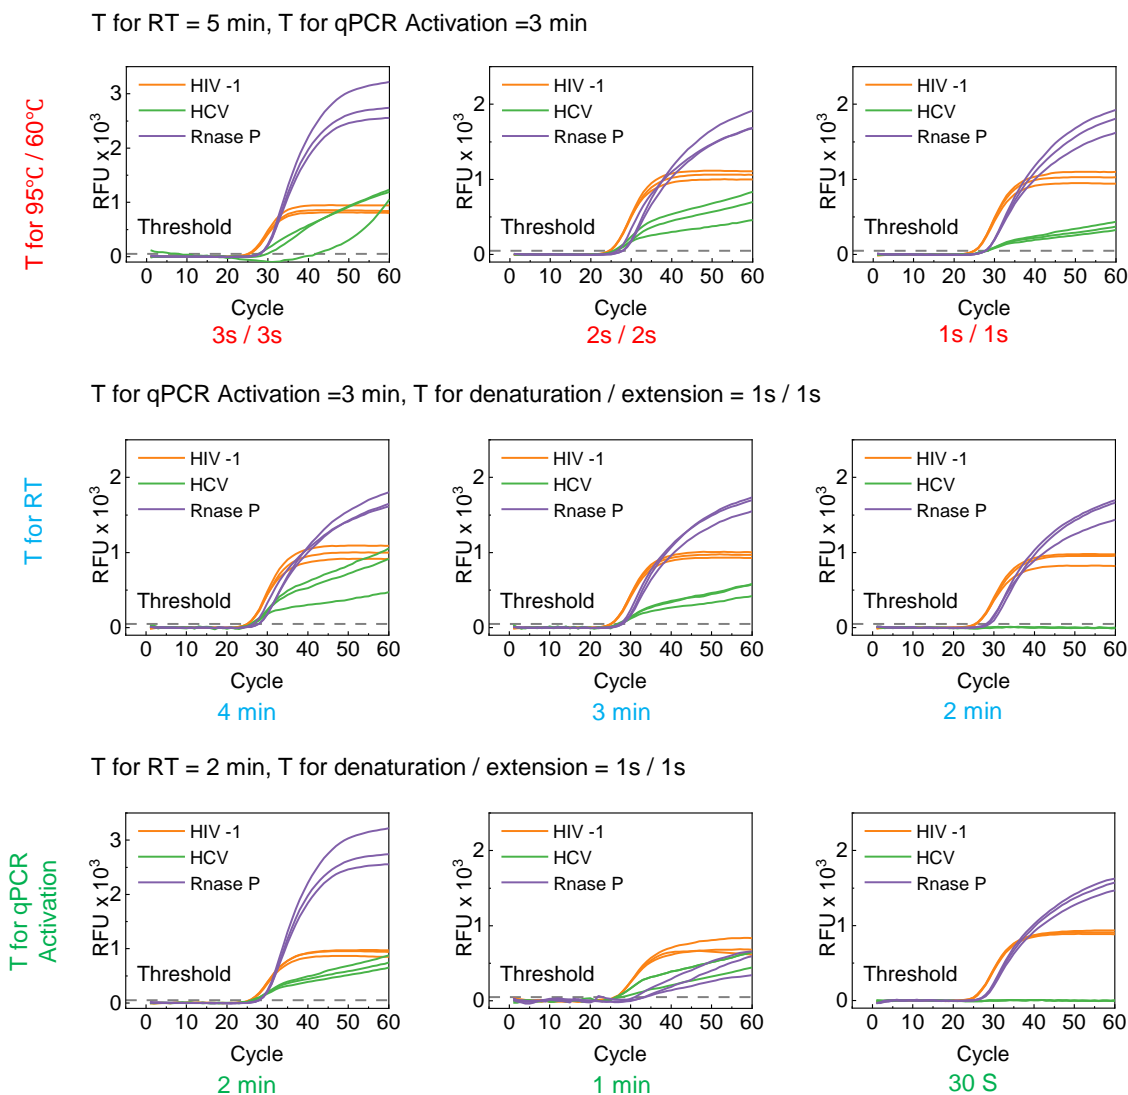 T for RT = 5 min, T for qPCR Activation =3 min
T for 95℃ / 60℃
RFU x 10³
3
2
1
0
HIV -1
HCV
Rnase P
Threshold
0 10 20 30 40 50 60
Cycle
3s / 3s
RFU x 10³
2
1
0
HIV -1
HCV
Rnase P
Threshold
0 10 20 30 40 50 60
Cycle
2s / 2s
RFU x 10³
2
1
0
HIV -1
HCV
Rnase P
Threshold
0 10 20 30 40 50 60
Cycle
1s / 1s
T for qPCR Activation =3 min, T for denaturation / extension = 1s / 1s
T for RT
RFU x 10³
2
1
0
HIV -1
HCV
Rnase P
Threshold
0 10 20 30 40 50 60
Cycle
4 min
RFU x 10³
2
1
0
HIV -1
HCV
Rnase P
Threshold
0 10 20 30 40 50 60
Cycle
3 min
RFU x 10³
2
1
0
HIV -1
HCV
Rnase P
Threshold
0 10 20 30 40 50 60
Cycle
2 min
T for RT = 2 min, T for denaturation / extension = 1s / 1s
T for qPCR
Activation
RFU x 10³
3
2
1
0
HIV -1
HCV
Rnase P
Threshold
0 10 20 30 40 50 60
Cycle
2 min
RFU x 10³
2
1
0
HIV -1
HCV
Rnase P
Threshold
0 10 20 30 40 50 60
Cycle
1 min
RFU x 10³
2
1
0
HIV -1
HCV
Rnase P
Threshold
0 10 20 30 40 50 60
Cycle
30 S